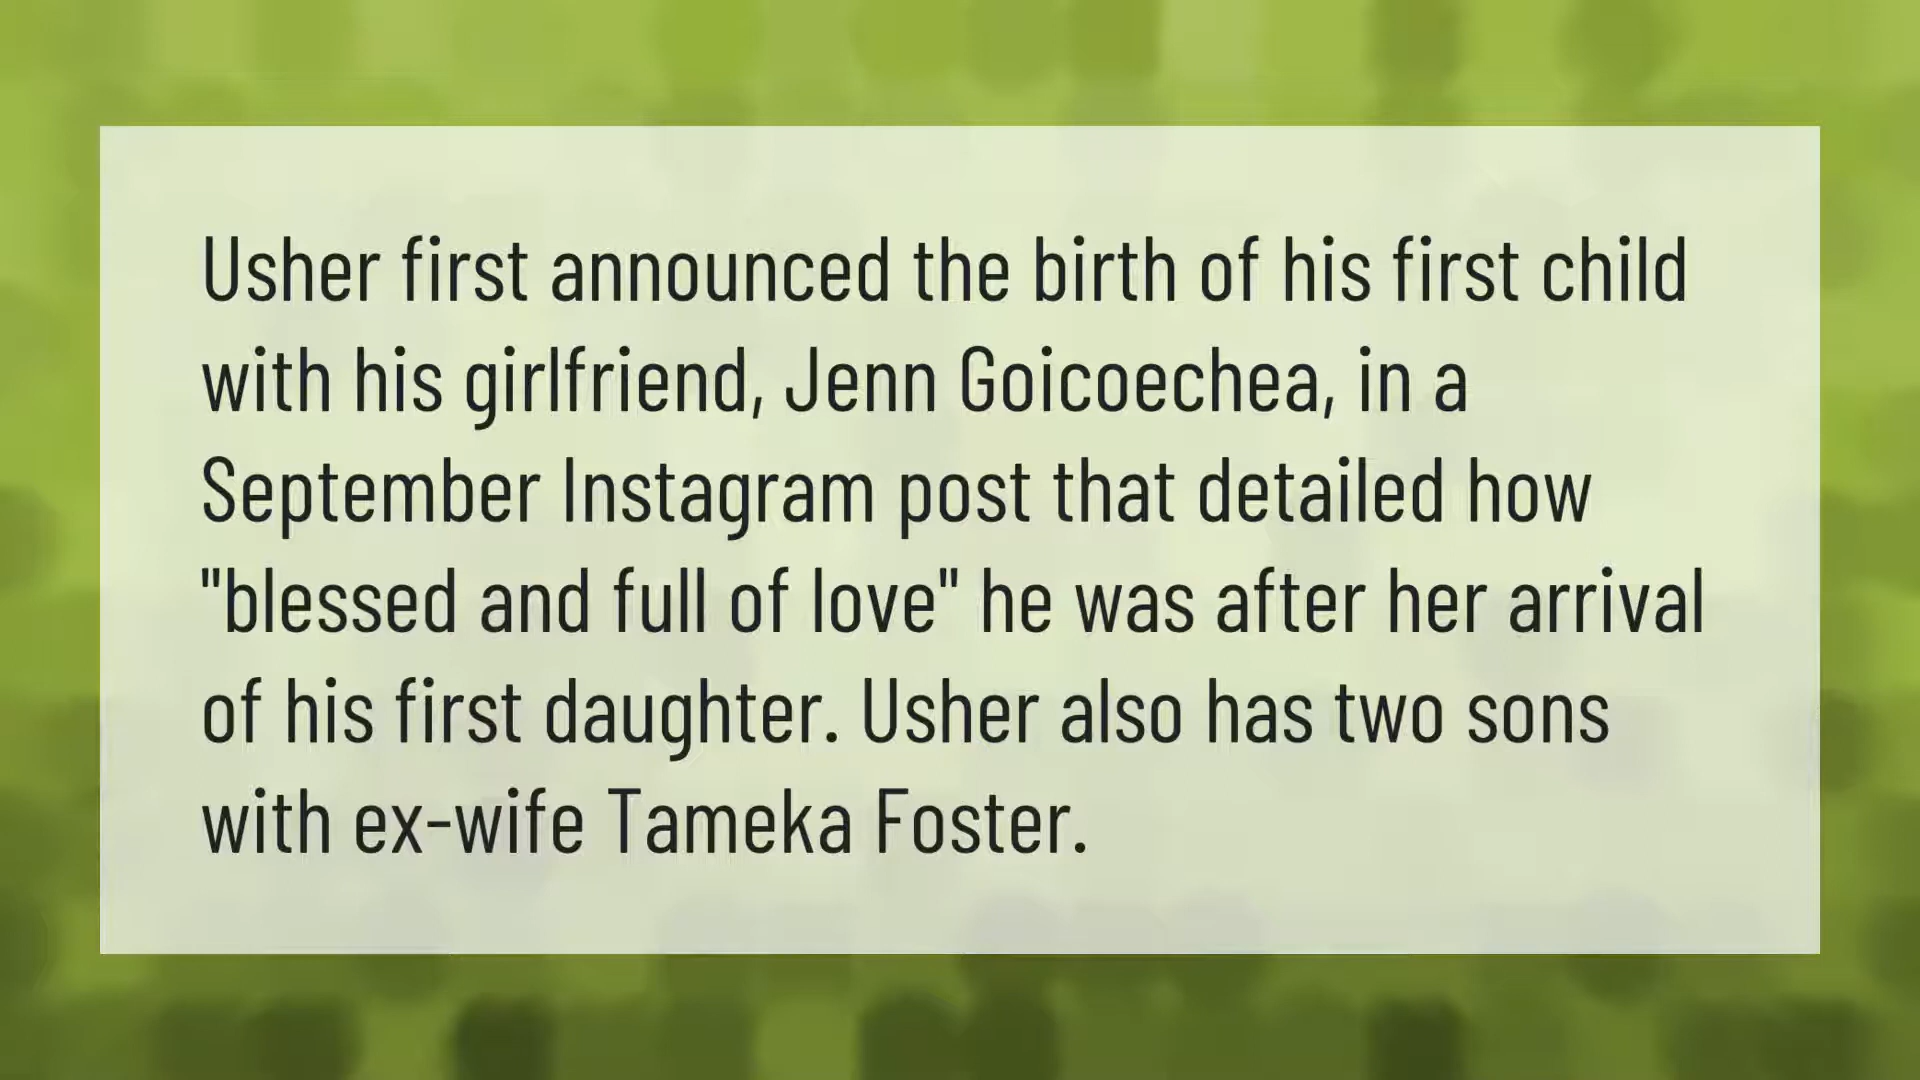 Usher first announced the birth of his first child
with his girlfriend, Jenn Goicoechea, in a
September Instagram post that detailed how
"blessed and full of love" he was after her arrival
of his first daughter. Usher also has two sons
with ex-wife Tameka Foster.